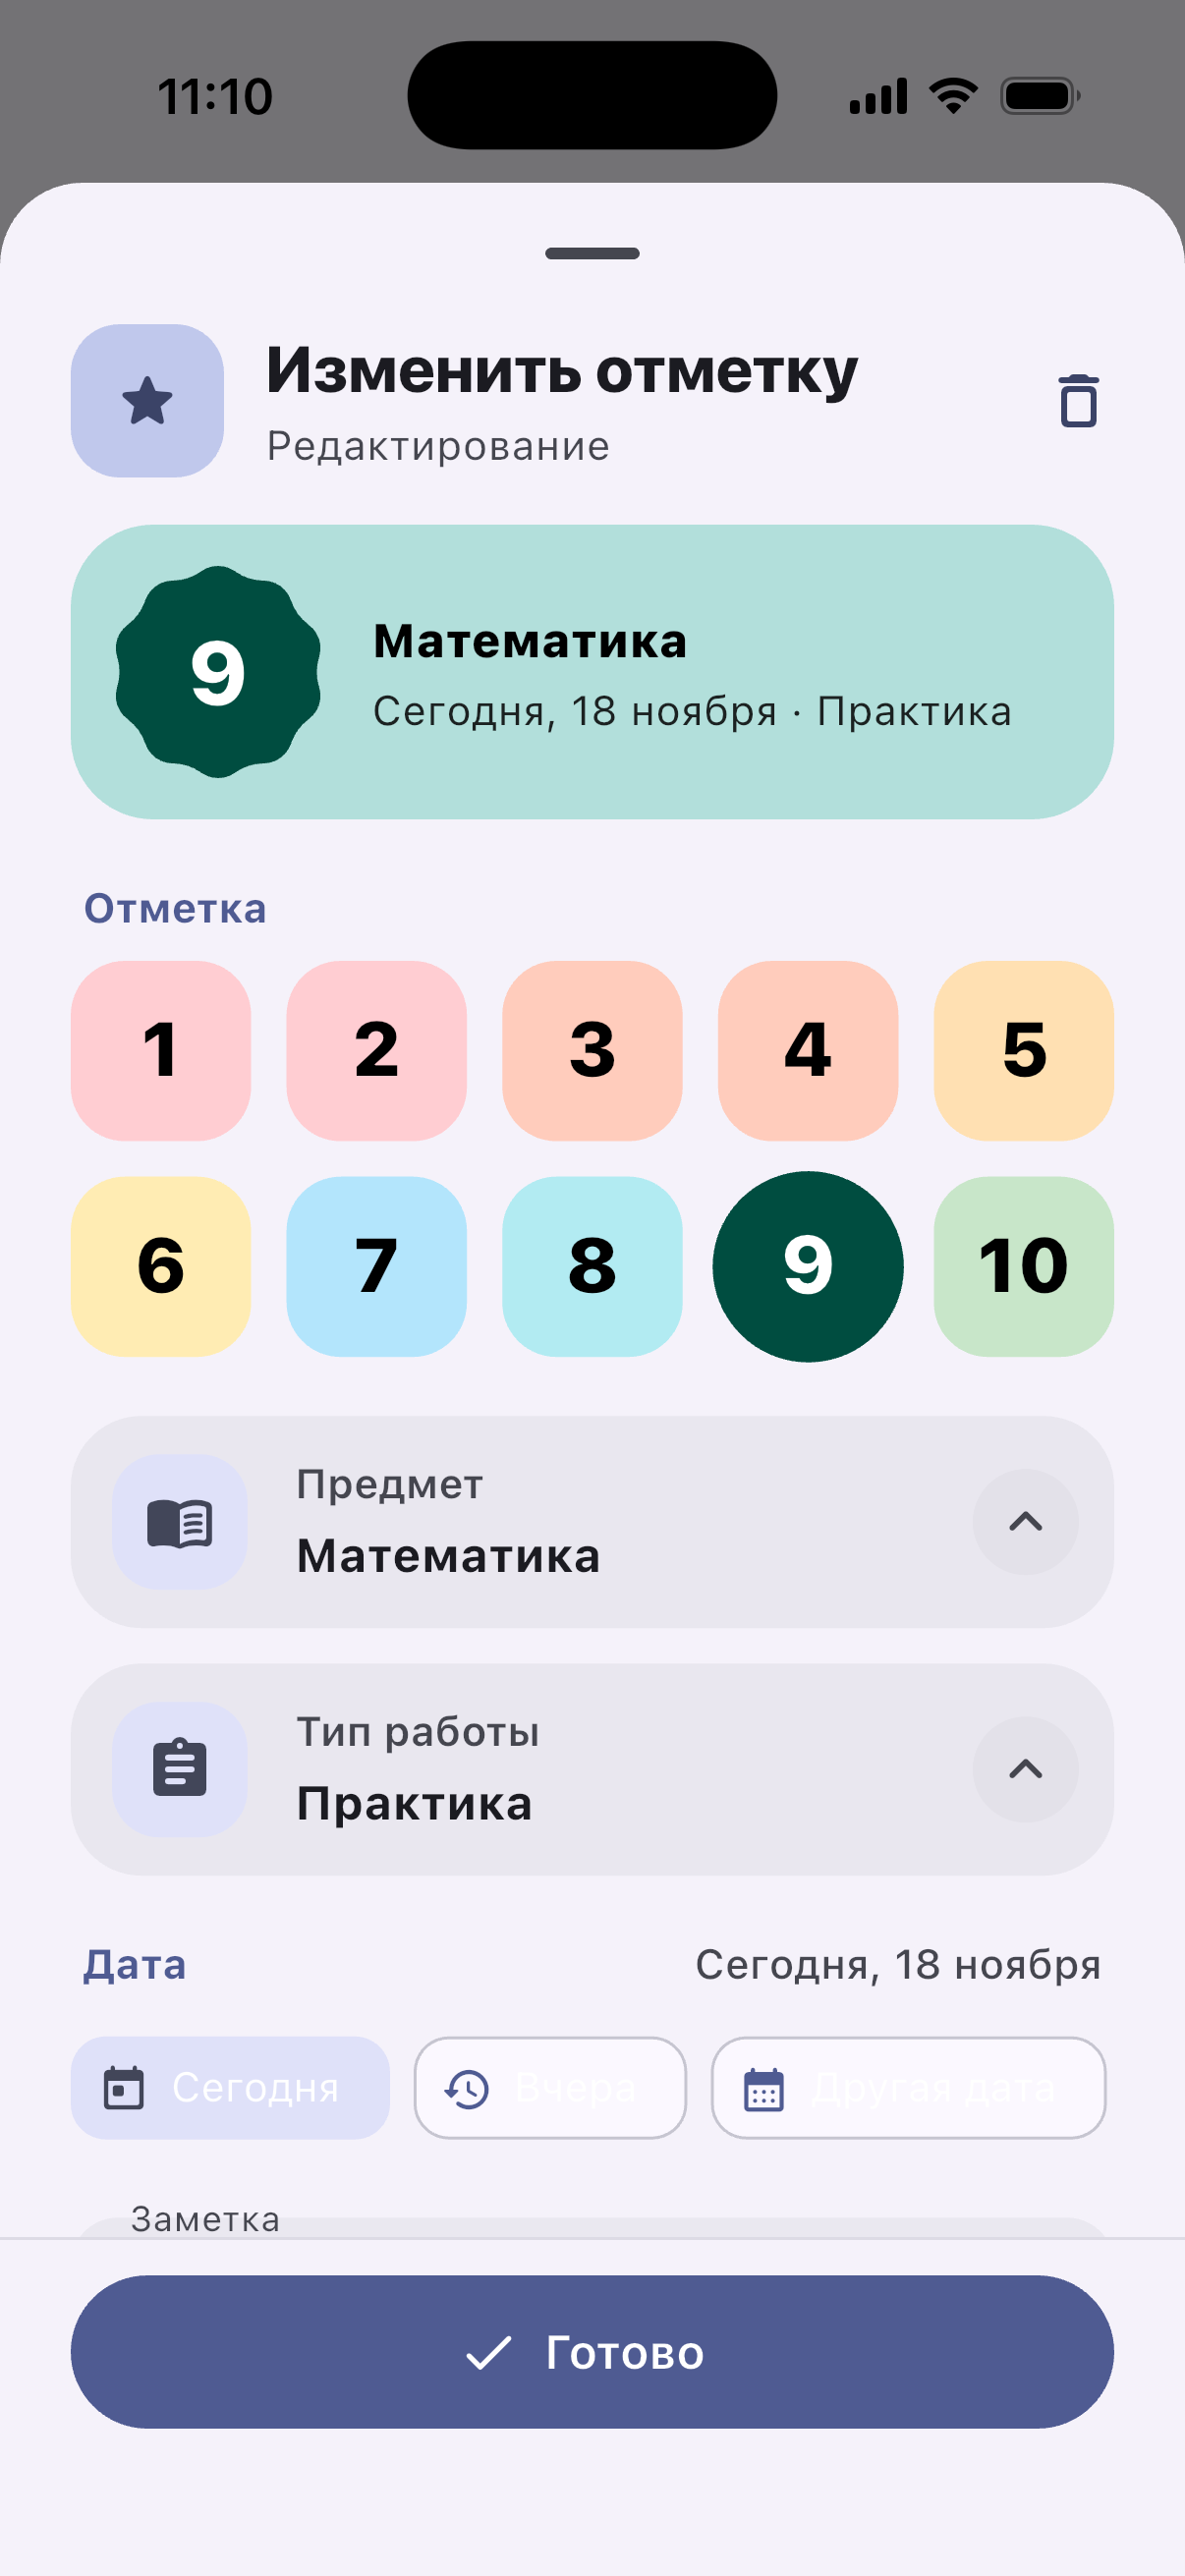 11:10
Изменить отметку
Редактирование
9
Математика
Сегодня, 18 ноября · Практика
Отметка
1 2 3 4 5
6 7 8 9 10
Предмет
Математика
Тип работы
Практика
Дата
Сегодня, 18 ноября
Сегодня
Вчера
Другая дата
Заметка
Готово